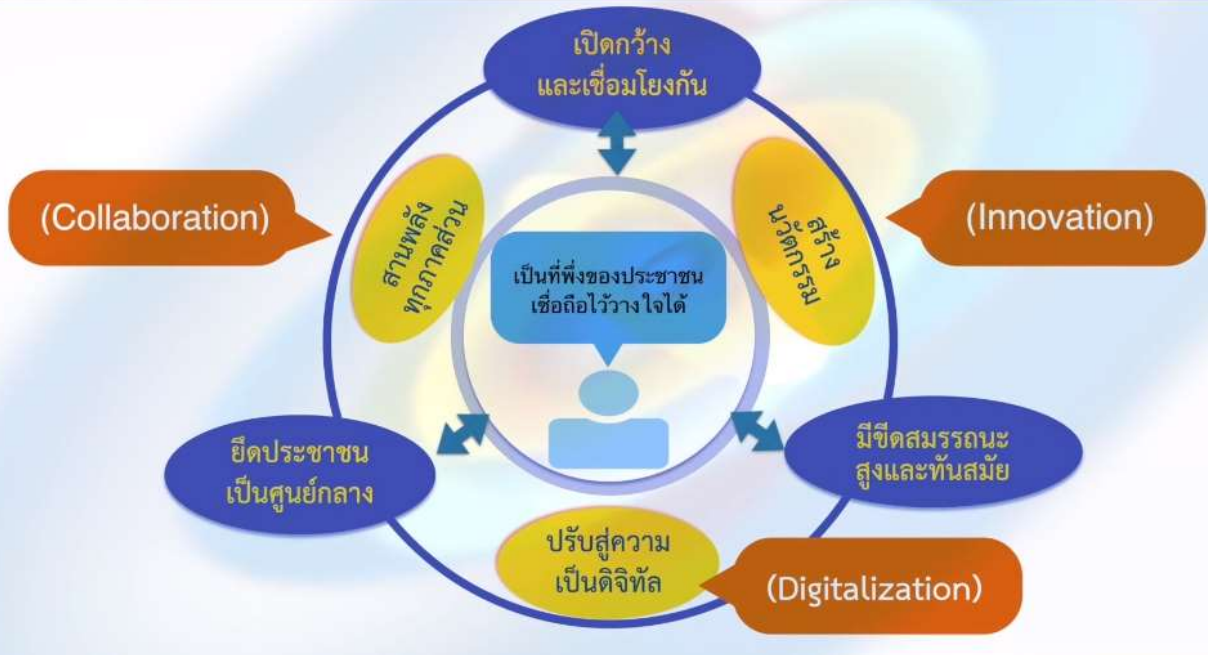 เปิดกว้าง
และเชื่อมโยงกัน
(Collaboration)
สานพลัง
ทุกภาคส่วน
สร้าง
นวัตกรรม
(Innovation)
เป็นที่พึ่งของประชาชน
เชื่อถือไว้วางใจได้
ยึดประชาชน
เป็นศูนย์กลาง
มีขีดสมรรถนะ
สูงและทันสมัย
ปรับสู่ความ
เป็นดิจิทัล
(Digitalization)